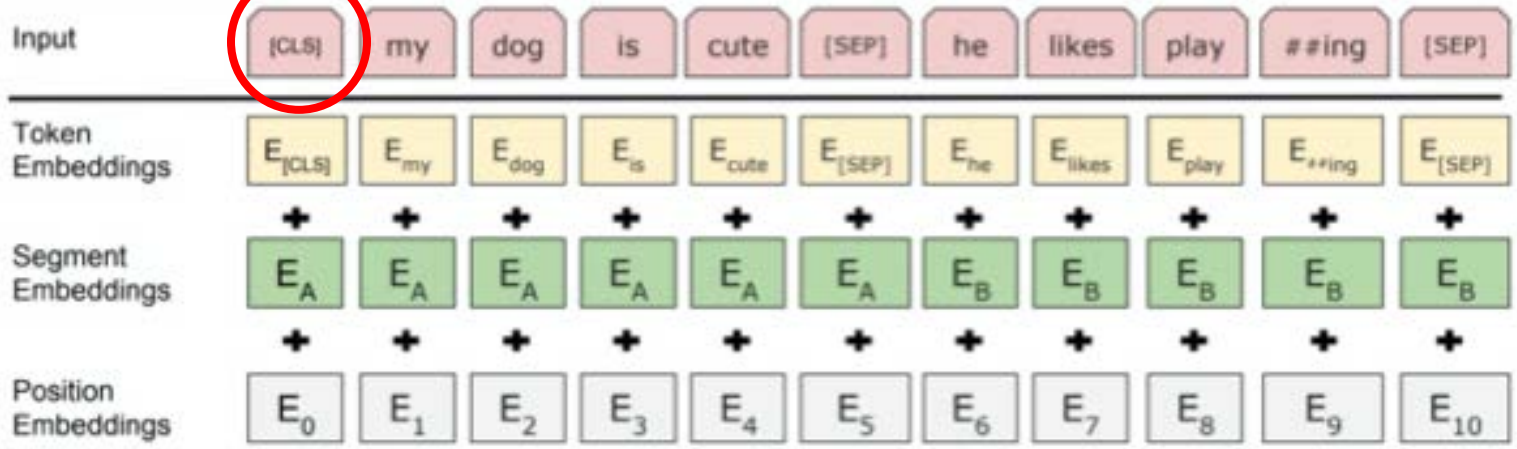 Input [CLS] my dog is cute [SEP] he likes play ##ing [SEP]
Token Embeddings E[CLS] Emy Edog Eis Ecute E[SEP] Ehe Elikes Eplay E##ing E[SEP]
+ + + + + + + + + + +
Segment Embeddings EA EA EA EA EA EA EB EB EB EB EB
+ + + + + + + + + + +
Position Embeddings E0 E1 E2 E3 E4 E5 E6 E7 E8 E9 E10